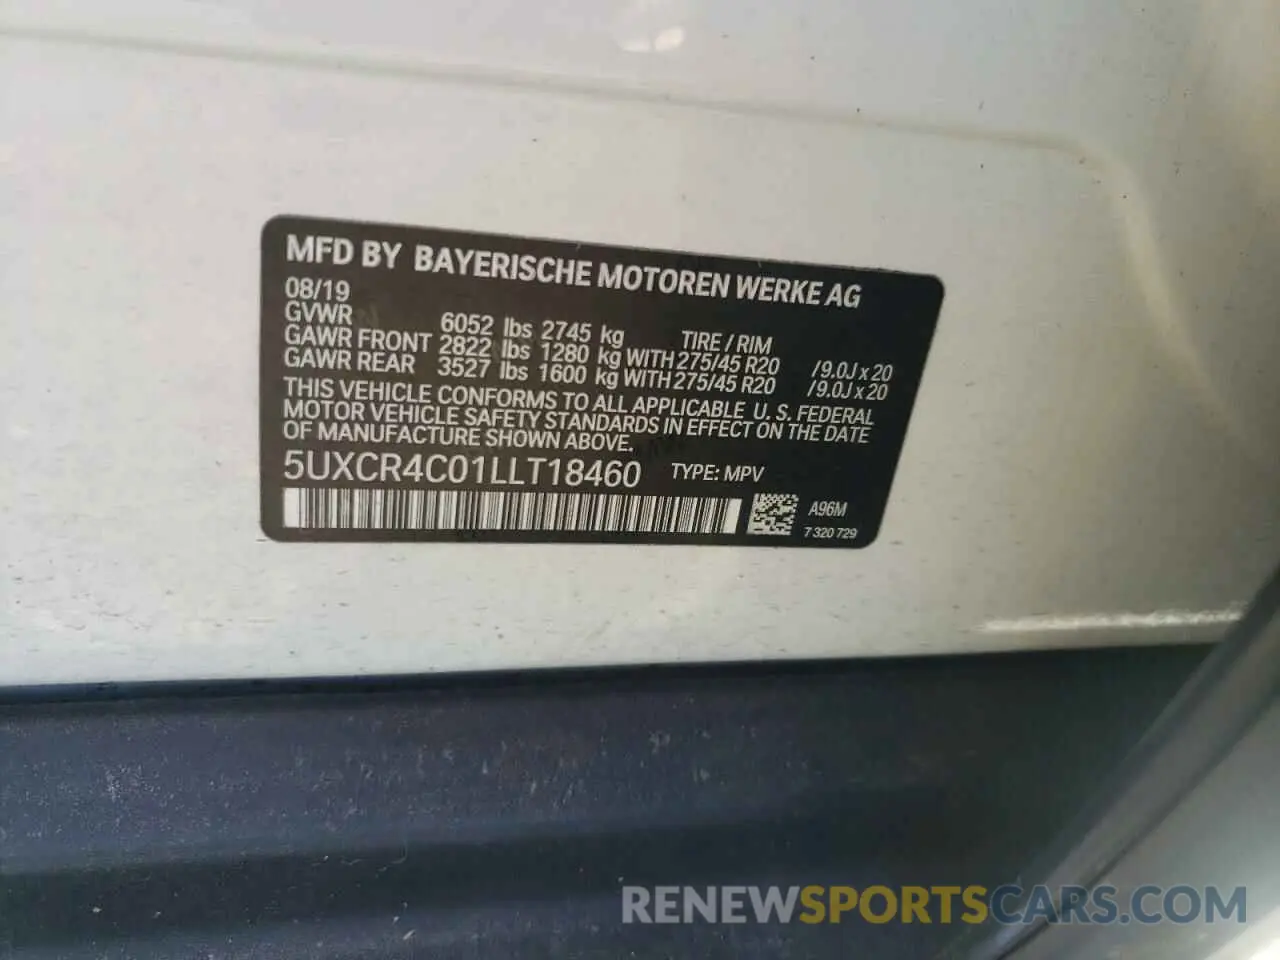 MFD BY BAYERISCHE MOTOREN WERKE AG
08/19
GVWR 6052 lbs 2745 kg TIRE / RIM
GAWR FRONT 2822 lbs 1280 kg WITH 275/45 R20 /9.0J x 20
GAWR REAR 3527 lbs 1600 kg WITH 275/45 R20 /9.0J x 20
THIS VEHICLE CONFORMS TO ALL APPLICABLE U. S. FEDERAL
MOTOR VEHICLE SAFETY STANDARDS IN EFFECT ON THE DATE
OF MANUFACTURE SHOWN ABOVE.
5UXCR4C01LLT18460 TYPE: MPV
A96M
7 320 729
RENEWSPORTSCARS.COM